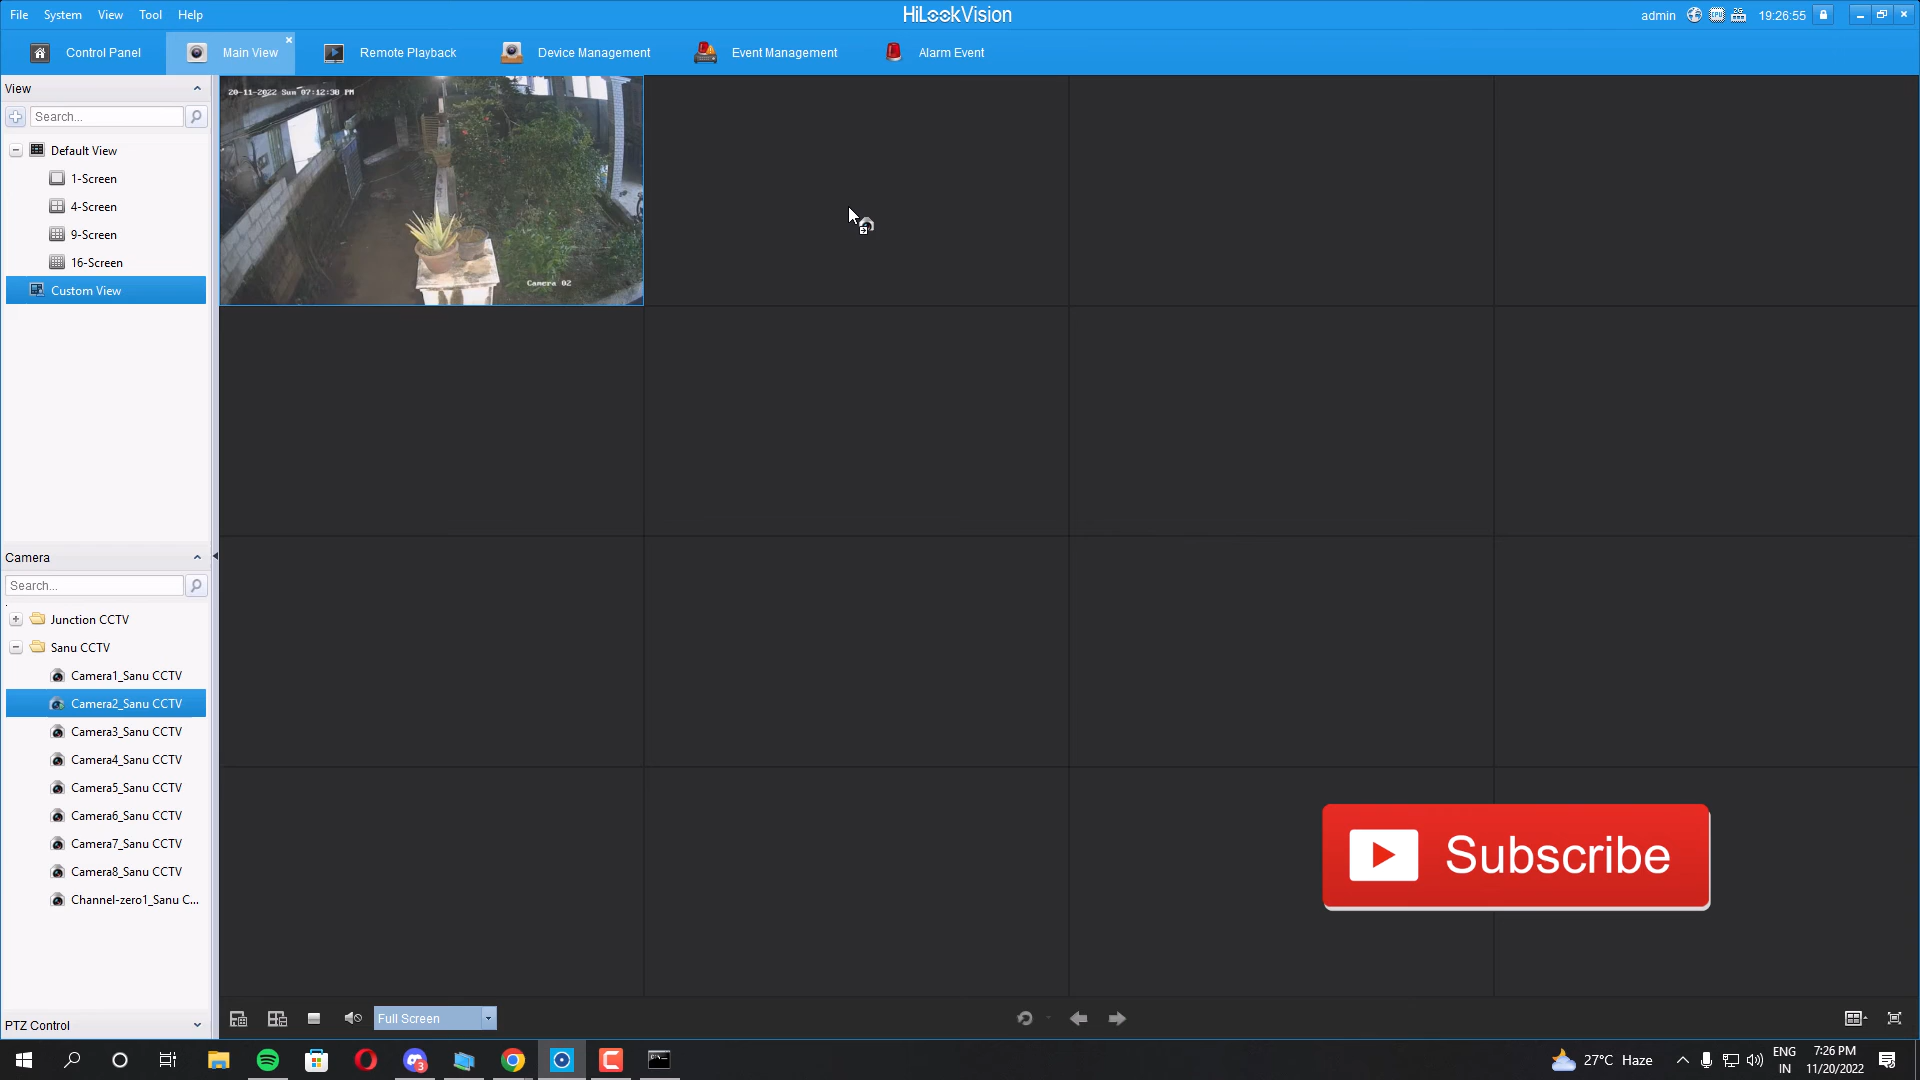 File System View Tool Help
HiLookVision
admin 2G 19:26:55
Control Panel Main View Remote Playback Device Management Event Management Alarm Event
View
Search...
Default View
1-Screen
4-Screen
9-Screen
16-Screen
Custom View
20-11-2022 Sun 07:12:38 PM
Camera 02
Camera
Search...
Junction CCTV
Sanu CCTV
Camera1_Sanu CCTV
Camera2_Sanu CCTV
Camera3_Sanu CCTV
Camera4_Sanu CCTV
Camera5_Sanu CCTV
Camera6_Sanu CCTV
Camera7_Sanu CCTV
Camera8_Sanu CCTV
Channel-zero1_Sanu C...
Subscribe
PTZ Control
Full Screen
3
27°C Haze
ENG
IN
7:26 PM
11/20/2022